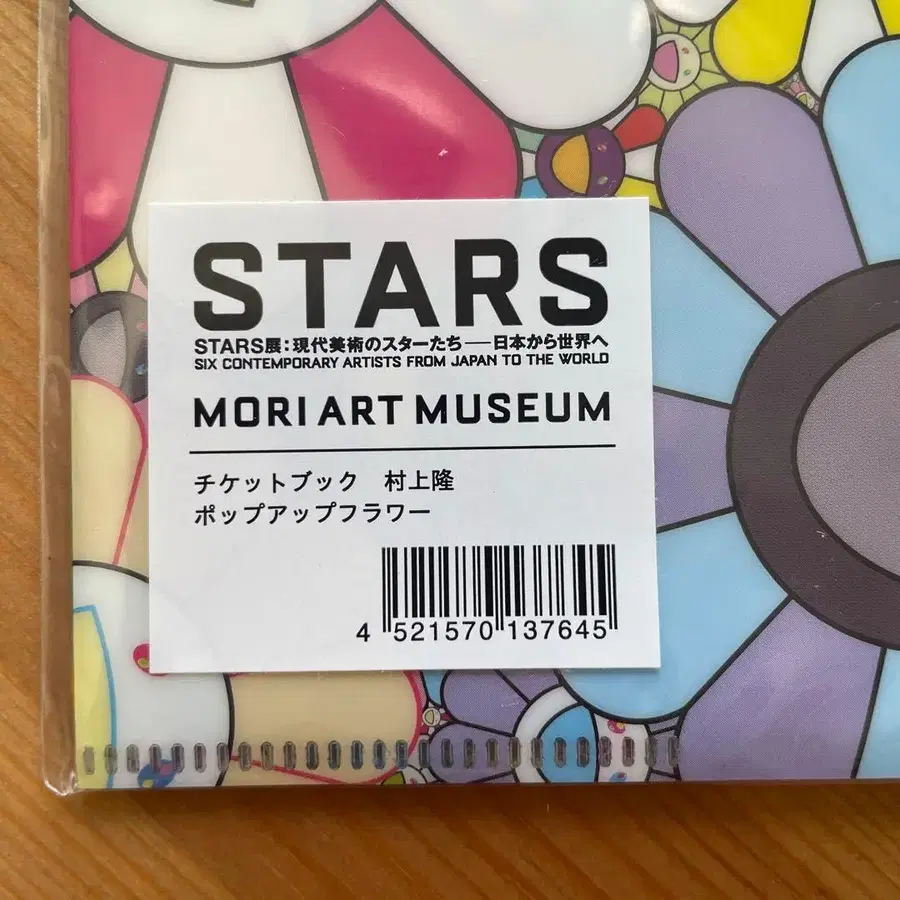 STARS
STARS展:現代美術のスターたち──日本から世界へ
SIX CONTEMPORARY ARTISTS FROM JAPAN TO THE WORLD
MORI ART MUSEUM
チケットブック　村上隆
ポップアップフラワー
4 521570 137645